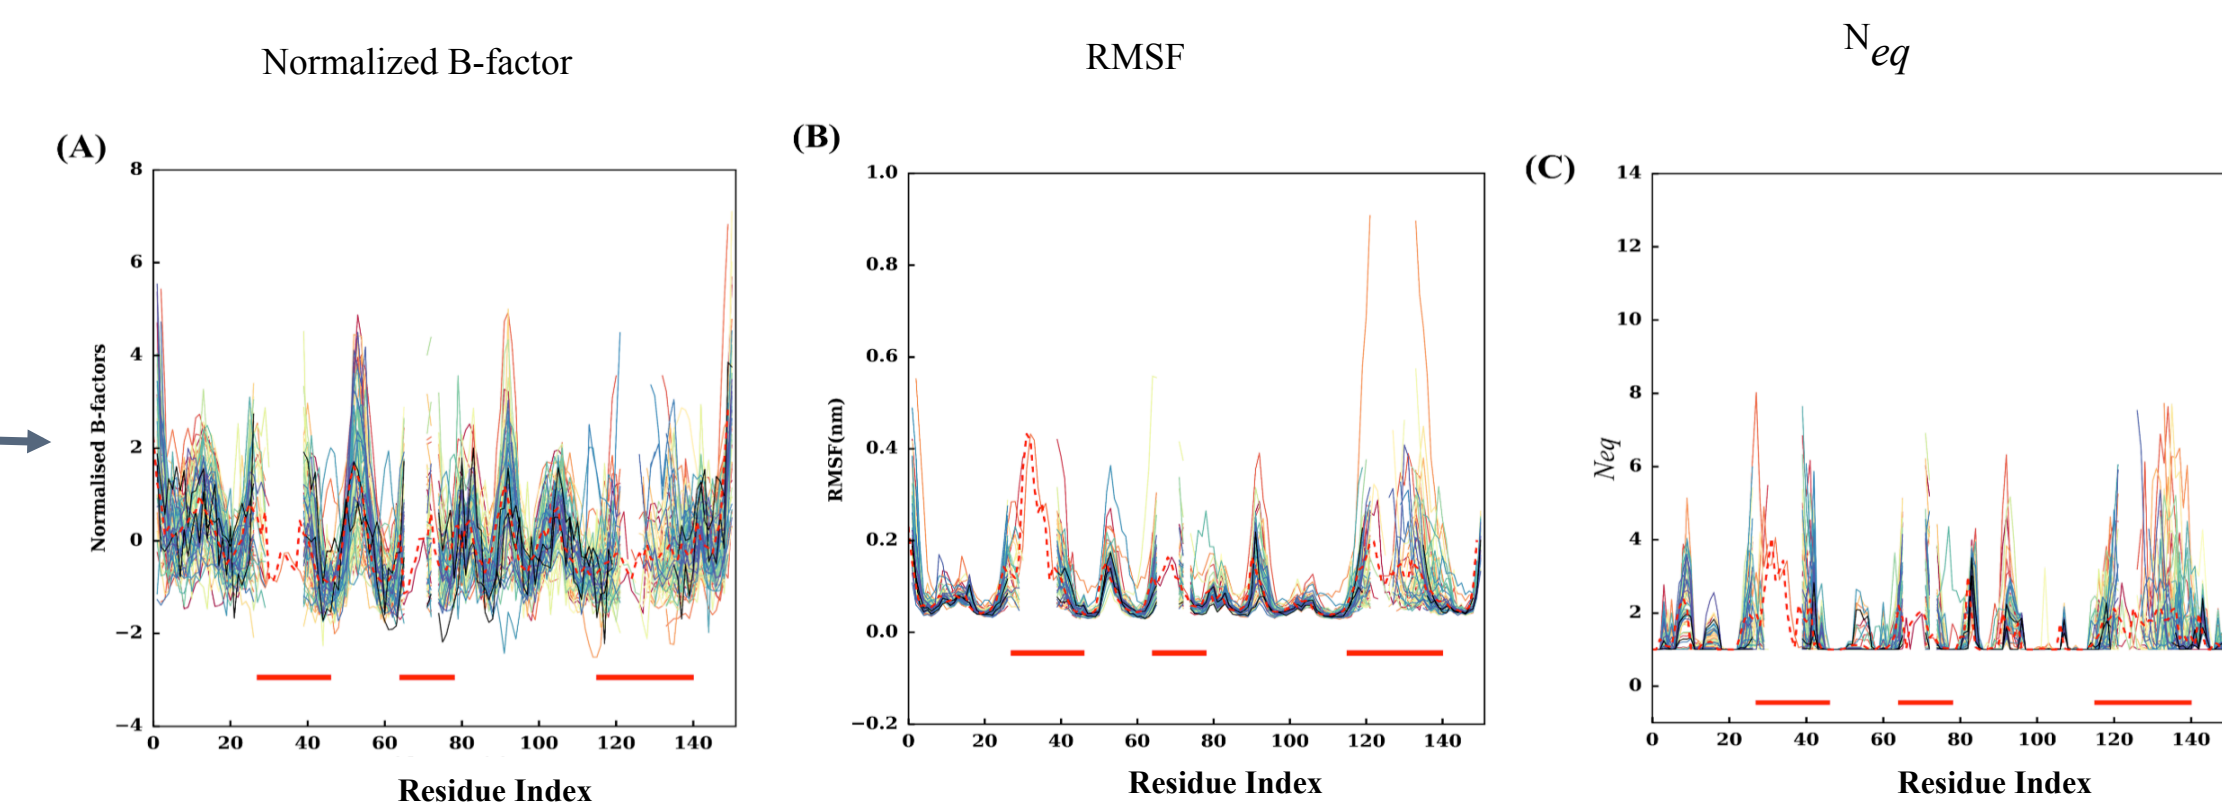 Normalized B-factor
RMSF
Neq
(A)
(B)
(C)
Normalised B-factors
8
6
4
2
0
−2
−4
0 20 40 60 80 100 120 140
Residue Index
RMSF(nm)
1.0
0.8
0.6
0.4
0.2
0.0
−0.2
0 20 40 60 80 100 120 140
Residue Index
Neq
14
12
10
8
6
4
2
0
0 20 40 60 80 100 120 140
Residue Index